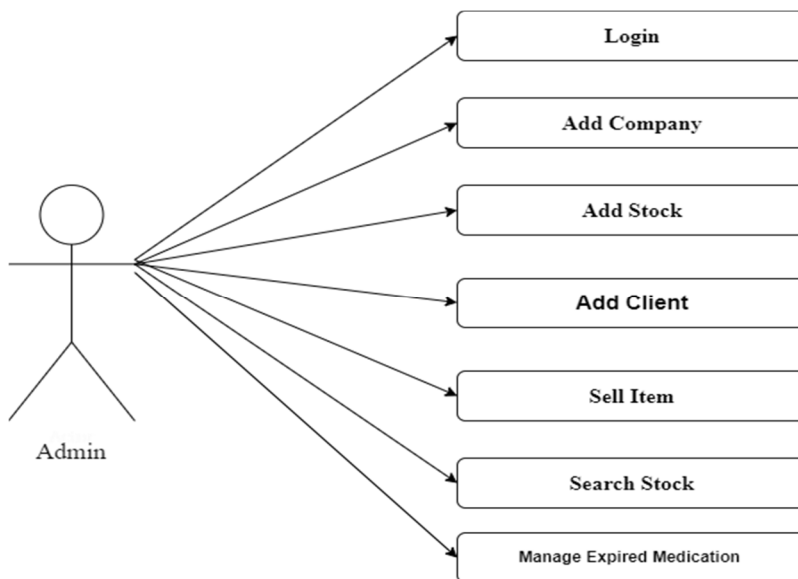 Login
Add Company
Add Stock
Add Client
Sell Item
Search Stock
Admin
Manage Expired Medication